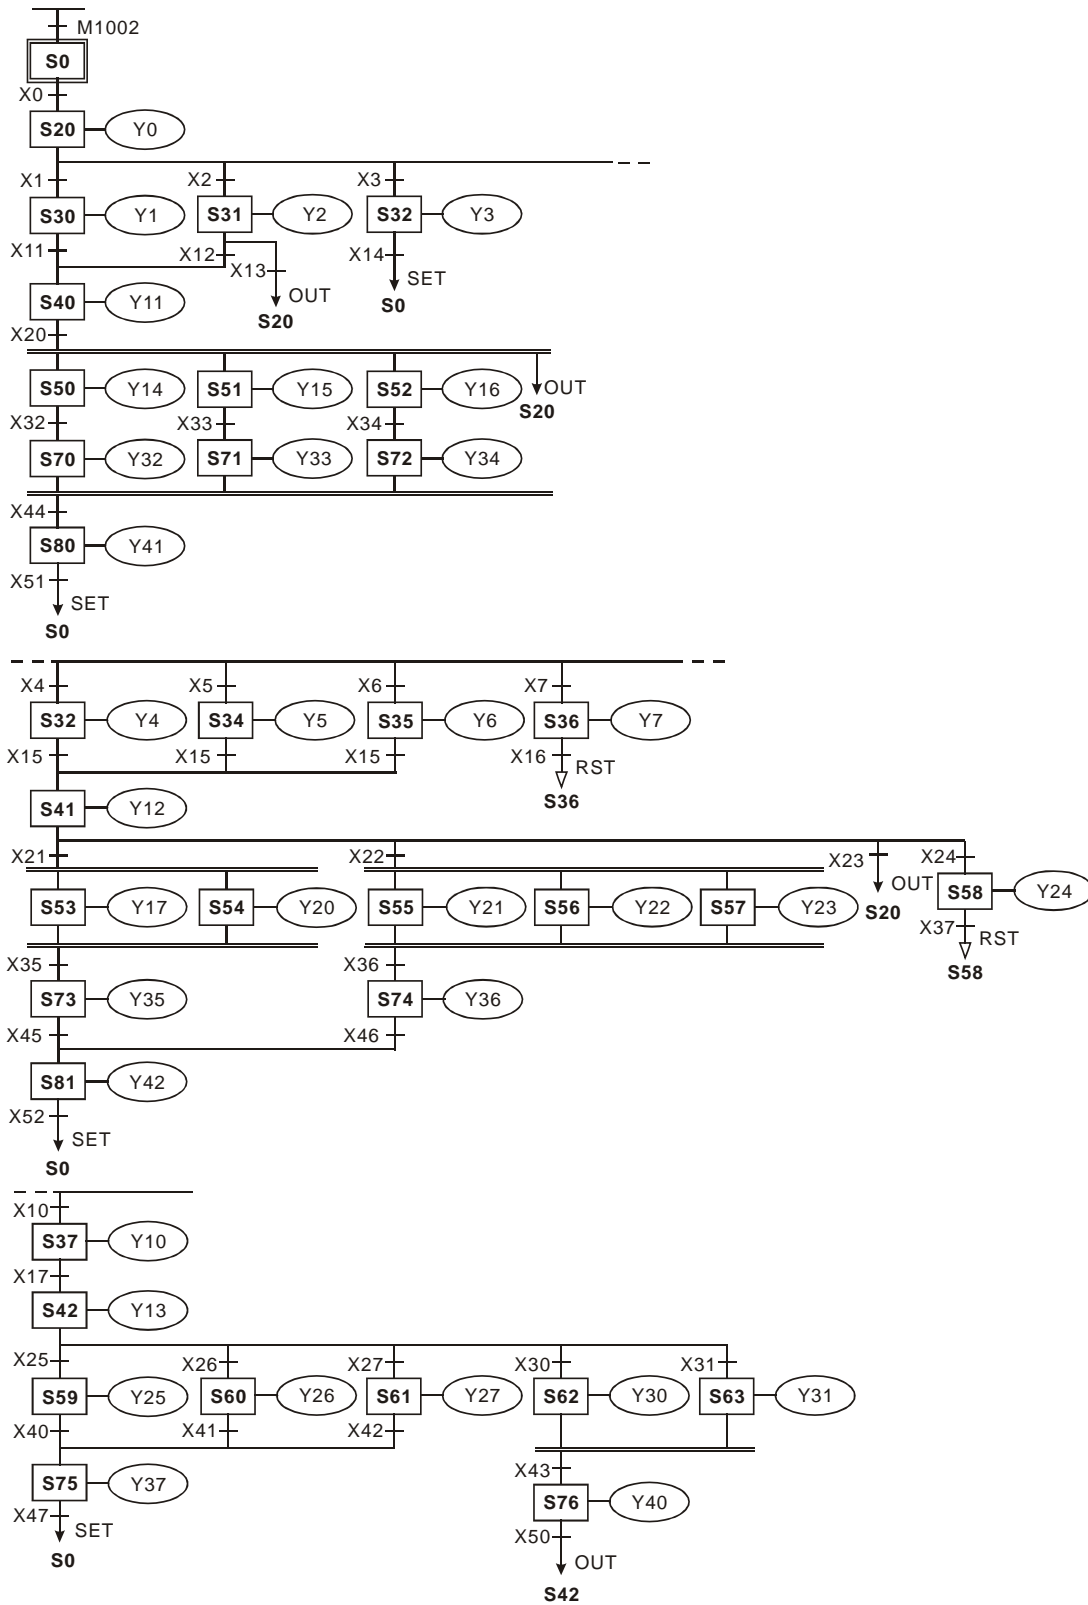 M1002
S0
X0
S20 Y0
X1 X2 X3
S30 Y1 S31 Y2 S32 Y3
X11 X12 X13 X14
OUT SET
S20 S0
S40 Y11
X20
S50 Y14 S51 Y15 S52 Y16 OUT
S20
X32 X33 X34
S70 Y32 S71 Y33 S72 Y34
X44
S80 Y41
X51
SET
S0
X4 X5 X6 X7
S32 Y4 S34 Y5 S35 Y6 S36 Y7
X15 X15 X15 X16
RST
S36
S41 Y12
X21 X22 X23 X24
OUT
S53 Y17 S54 Y20 S55 Y21 S56 Y22 S57 Y23 S20 S58 Y24
X37 RST
S58
X35 X36
S73 Y35 S74 Y36
X45 X46
S81 Y42
X52
SET
S0
X10
S37 Y10
X17
S42 Y13
X25 X26 X27 X30 X31
S59 Y25 S60 Y26 S61 Y27 S62 Y30 S63 Y31
X40 X41 X42
X43
S75 Y37 S76 Y40
X47 X50
SET OUT
S0 S42